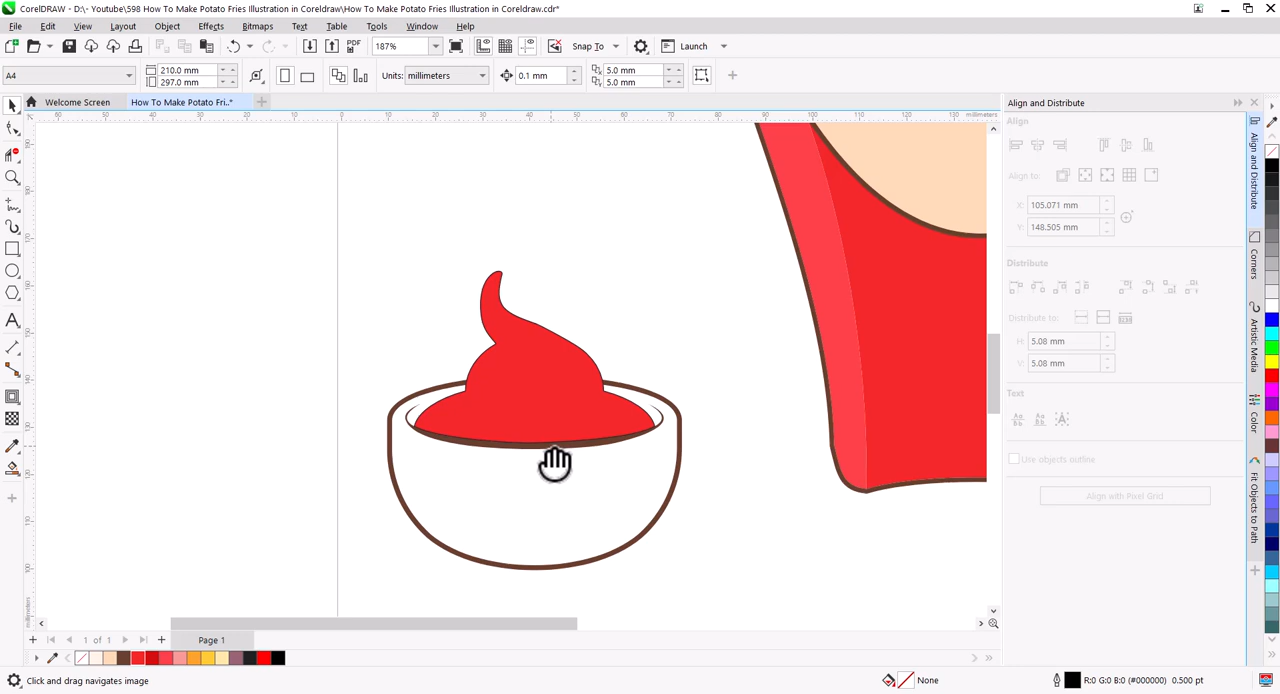 CorelDRAW - D:\- Youtube\598 How To Make Potato Fries Illustration in Coreldraw\How To Make Potato Fries Illustration in Coreldraw.cdr*
File Edit View Layout Object Effects Bitmaps Text Table Tools Window Help
PDF 187% Snap To Launch
A4 210.0 mm 297.0 mm Units: millimeters 0.1 mm 5.0 mm 5.0 mm
Welcome Screen How To Make Potato Fri..*
millimeters
Align and Distribute
Align
Align to:
X: 105.071 mm
Y: 148.505 mm
Distribute
Distribute to:
H: 5.08 mm
V: 5.08 mm
Text
Use objects outline
Align with Pixel Grid
Align and Distribute
Corners
Artistic Media
Color
Fit Objects to Path
1 of 1 Page 1
Click and drag navigates image
None
R:0 G:0 B:0 (#000000) 0.500 pt